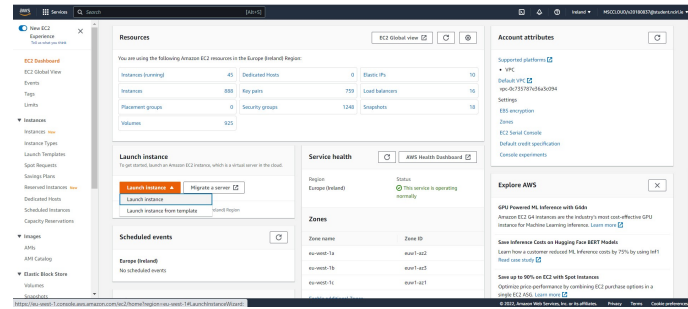 aws Services Search [Alt+S] Ireland ▼
New EC2 Experience
Tell us what you think
EC2 Dashboard
EC2 Global View
Events
Tags
Limits
▼ Instances
Instances New
Instance Types
Launch Templates
Spot Requests
Savings Plans
Reserved Instances New
Dedicated Hosts
Scheduled Instances
Capacity Reservations
▼ Images
AMIs
AMI Catalog
▼ Elastic Block Store
Volumes
Snapshots
Resources
EC2 Global view
You are using the following Amazon EC2 resources in the Europe (Ireland) Region:
Instances (running) 45 Dedicated Hosts 0 Elastic IPs 10
Instances 888 Key pairs 759 Load balancers 16
Placement groups 0 Security groups 1248 Snapshots 18
Volumes 925
Launch instance
To get started, launch an Amazon EC2 instance, which is a virtual server in the cloud.
Launch instance ▲ Migrate a server
Launch instance
Launch instance from template
(Ireland) Region
Scheduled events
Europe (Ireland)
No scheduled events
Service health
AWS Health Dashboard
Region Status
Europe (Ireland) This service is operating normally
Zones
Zone name Zone ID
eu-west-1a euw1-az2
eu-west-1b euw1-az3
eu-west-1c euw1-az1
Account attributes
Supported platforms
• VPC
Default VPC
Settings
EBS encryption
Zones
EC2 Serial Console
Default credit specification
Console experiments
Explore AWS
GPU Powered ML Inference with G4dn
Amazon EC2 G4 instances are the industry's most cost-effective GPU
instance for Machine Learning inference. Learn more
Save Inference Costs on Hugging Face BERT Models
Learn how a customer reduced ML inference costs by 75% by using Inf1
Read case study
Save up to 90% on EC2 with Spot Instances
Optimize price-performance by combining EC2 purchase options in a
single EC2 ASG. Learn more
https://eu-west-1.console.aws.amazon.com/ec2/home?region=eu-west-1#LaunchInstanceWizard:
© 2022, Amazon Web Services, Inc. or its affiliates. Privacy Terms Cookie preferences